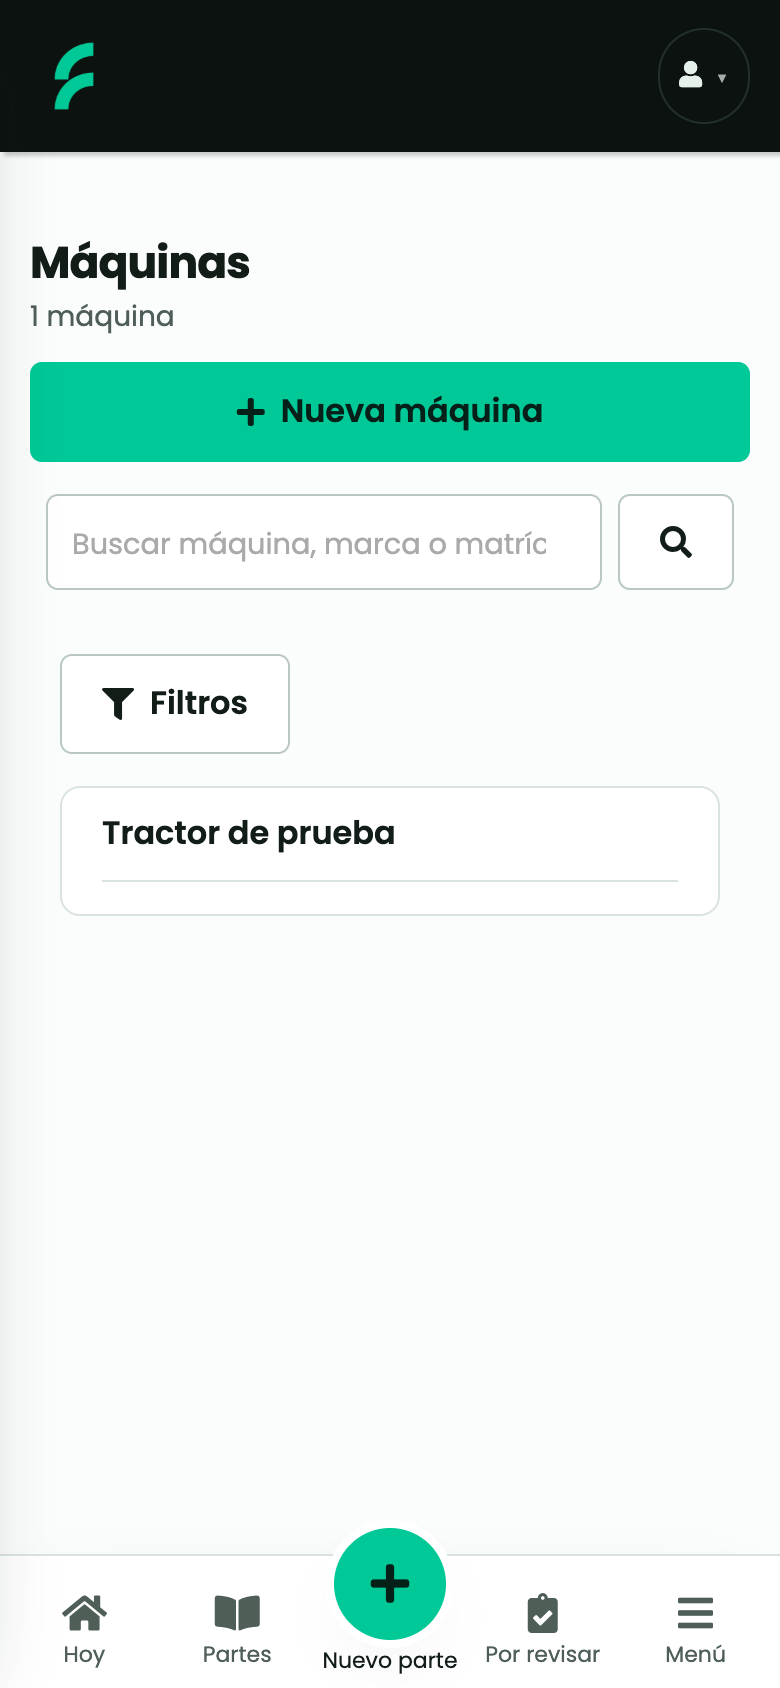 Máquinas
1 máquina
Nueva máquina
Buscar máquina, marca o matríc
Filtros
Tractor de prueba
Hoy
Partes
Nuevo parte
Por revisar
Menú